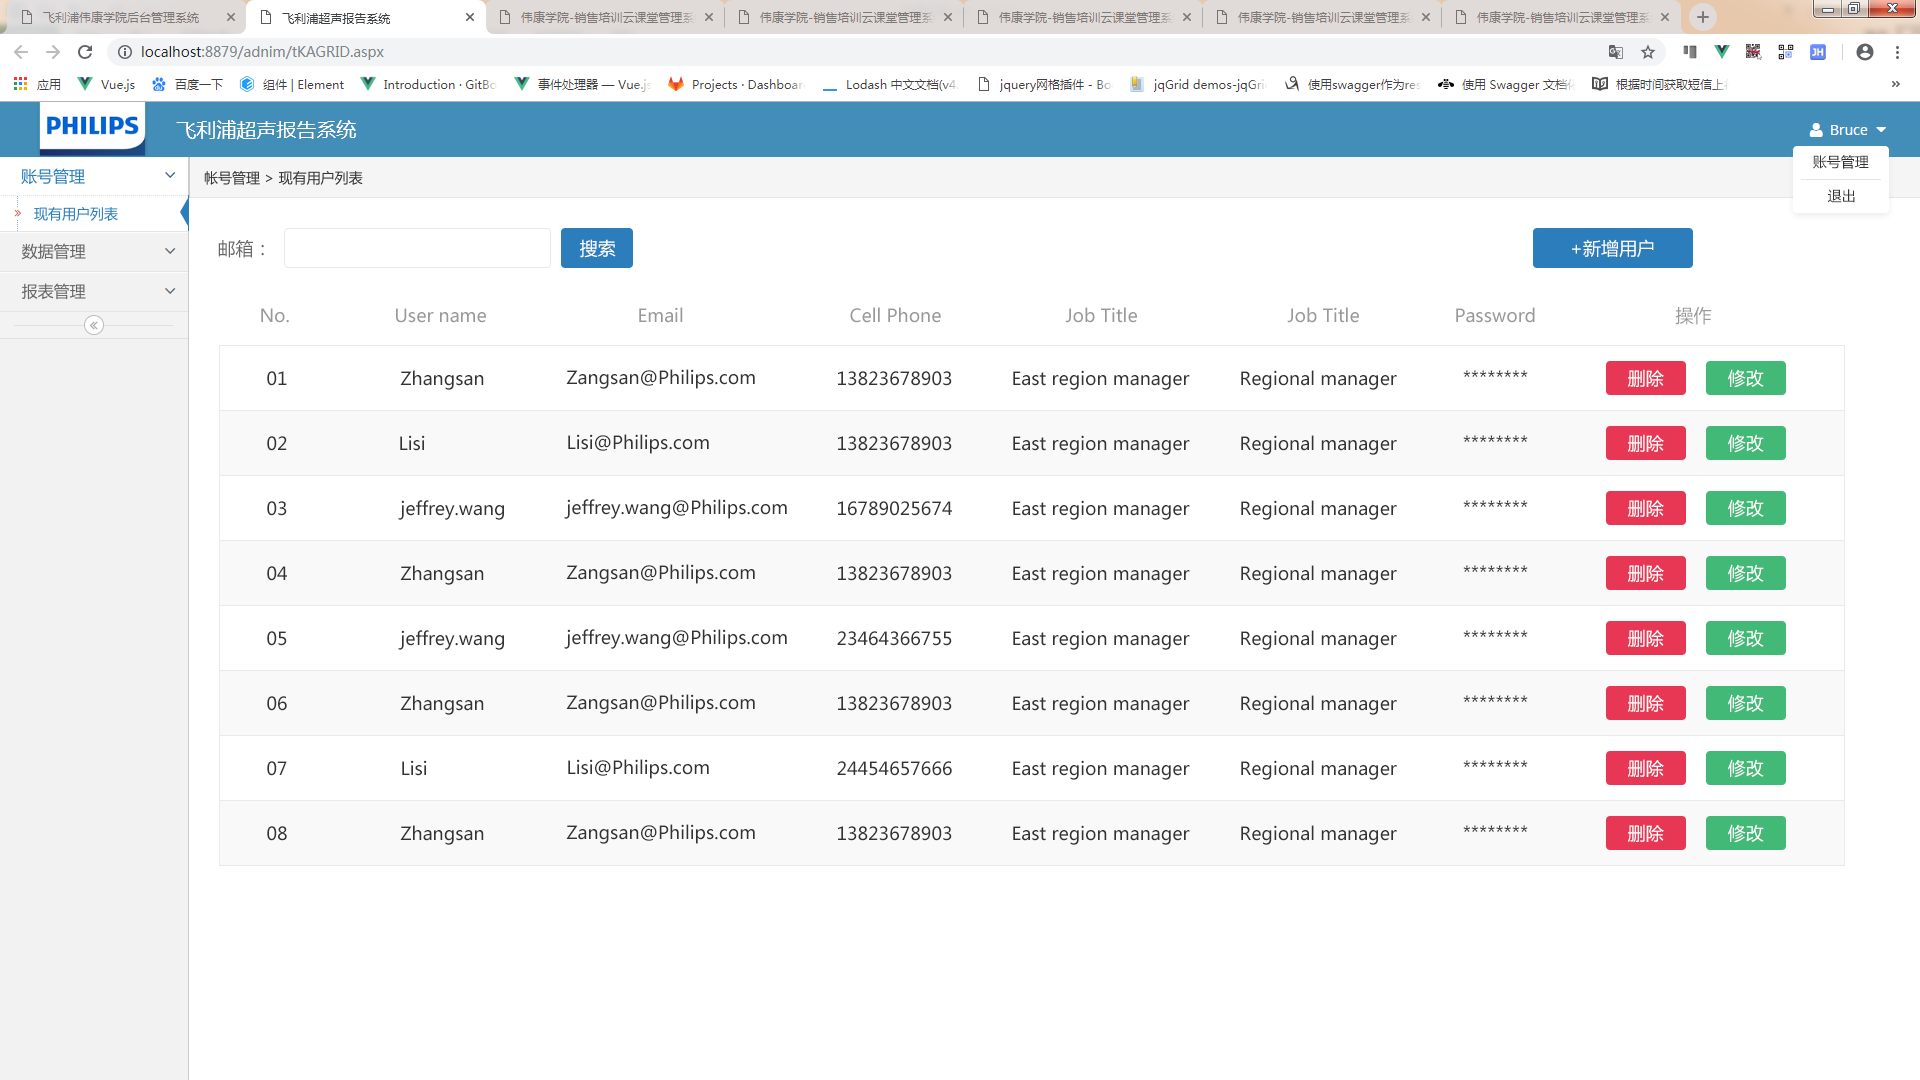 飞利浦伟康学院后台管理系统
飞利浦超声报告系统
伟康学院-销售培训云课堂管理系
伟康学院-销售培训云课堂管理系
伟康学院-销售培训云课堂管理系
伟康学院-销售培训云课堂管理系
伟康学院-销售培训云课堂管理系
localhost:8879/adnim/tKAGRID.aspx
JH
应用 Vue.js 百度一下 组件 | Element Introduction · GitBo 事件处理器 — Vue.js Projects · Dashboar Lodash 中文文档(v4. jquery网格插件 - Bo jqGrid demos-jqGri 使用swagger作为res 使用 Swagger 文档化 根据时间获取短信上行
PHILIPS
飞利浦超声报告系统
Bruce
账号管理
退出
账号管理
现有用户列表
数据管理
报表管理
帐号管理 > 现有用户列表
邮箱：
搜索
+新增用户
No. User name Email Cell Phone Job Title Job Title Password 操作
01 Zhangsan Zangsan@Philips.com 13823678903 East region manager Regional manager ******** 删除 修改
02 Lisi Lisi@Philips.com 13823678903 East region manager Regional manager ******** 删除 修改
03 jeffrey.wang jeffrey.wang@Philips.com 16789025674 East region manager Regional manager ******** 删除 修改
04 Zhangsan Zangsan@Philips.com 13823678903 East region manager Regional manager ******** 删除 修改
05 jeffrey.wang jeffrey.wang@Philips.com 23464366755 East region manager Regional manager ******** 删除 修改
06 Zhangsan Zangsan@Philips.com 13823678903 East region manager Regional manager ******** 删除 修改
07 Lisi Lisi@Philips.com 24454657666 East region manager Regional manager ******** 删除 修改
08 Zhangsan Zangsan@Philips.com 13823678903 East region manager Regional manager ******** 删除 修改